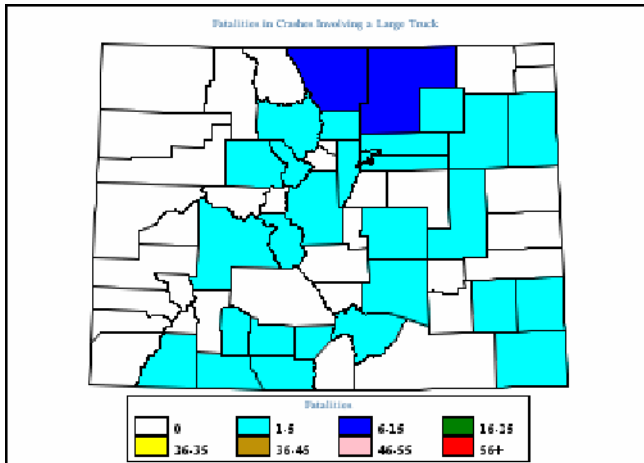 Fatalities in Crashes Involving a Large Truck
Fatalities
0 1-5 6-15 16-25
26-35 36-45 46-55 56+